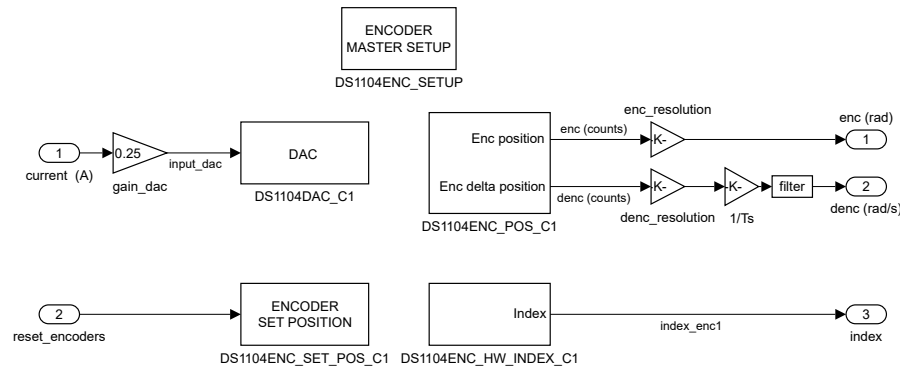 ENCODER
MASTER SETUP
DS1104ENC_SETUP
1
current (A)
0.25
gain_dac
input_dac
DAC
DS1104DAC_C1
Enc position
Enc delta position
DS1104ENC_POS_C1
enc (counts)
enc_resolution
-K-
enc (rad)
1
denc (counts)
-K-
denc_resolution
-K-
1/Ts
filter
2
denc (rad/s)
2
reset_encoders
ENCODER
SET POSITION
DS1104ENC_SET_POS_C1
Index
DS1104ENC_HW_INDEX_C1
index_enc1
3
index